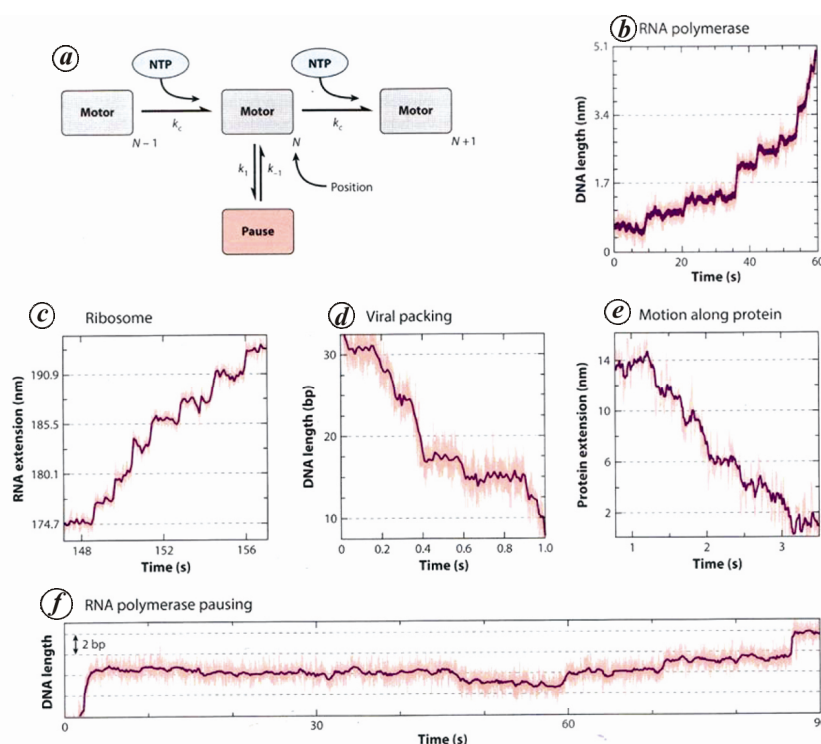 a
NTP
NTP
Motor
Motor
Motor
k_c
k_c
N – 1
N
N + 1
k_1
k_–1
Position
Pause
b RNA polymerase
DNA length (nm)
5.1
3.4
1.7
0
0 20 40 60
Time (s)
c Ribosome
RNA extension (nm)
190.9
185.5
180.1
174.7
148 152 156
Time (s)
d Viral packing
DNA length (bp)
30
20
10
0 0.2 0.4 0.6 0.8 1.0
Time (s)
e Motion along protein
Protein extension (nm)
14
10
6
2
1 2 3
Time (s)
f RNA polymerase pausing
DNA length
2 bp
0 30 60 9
Time (s)